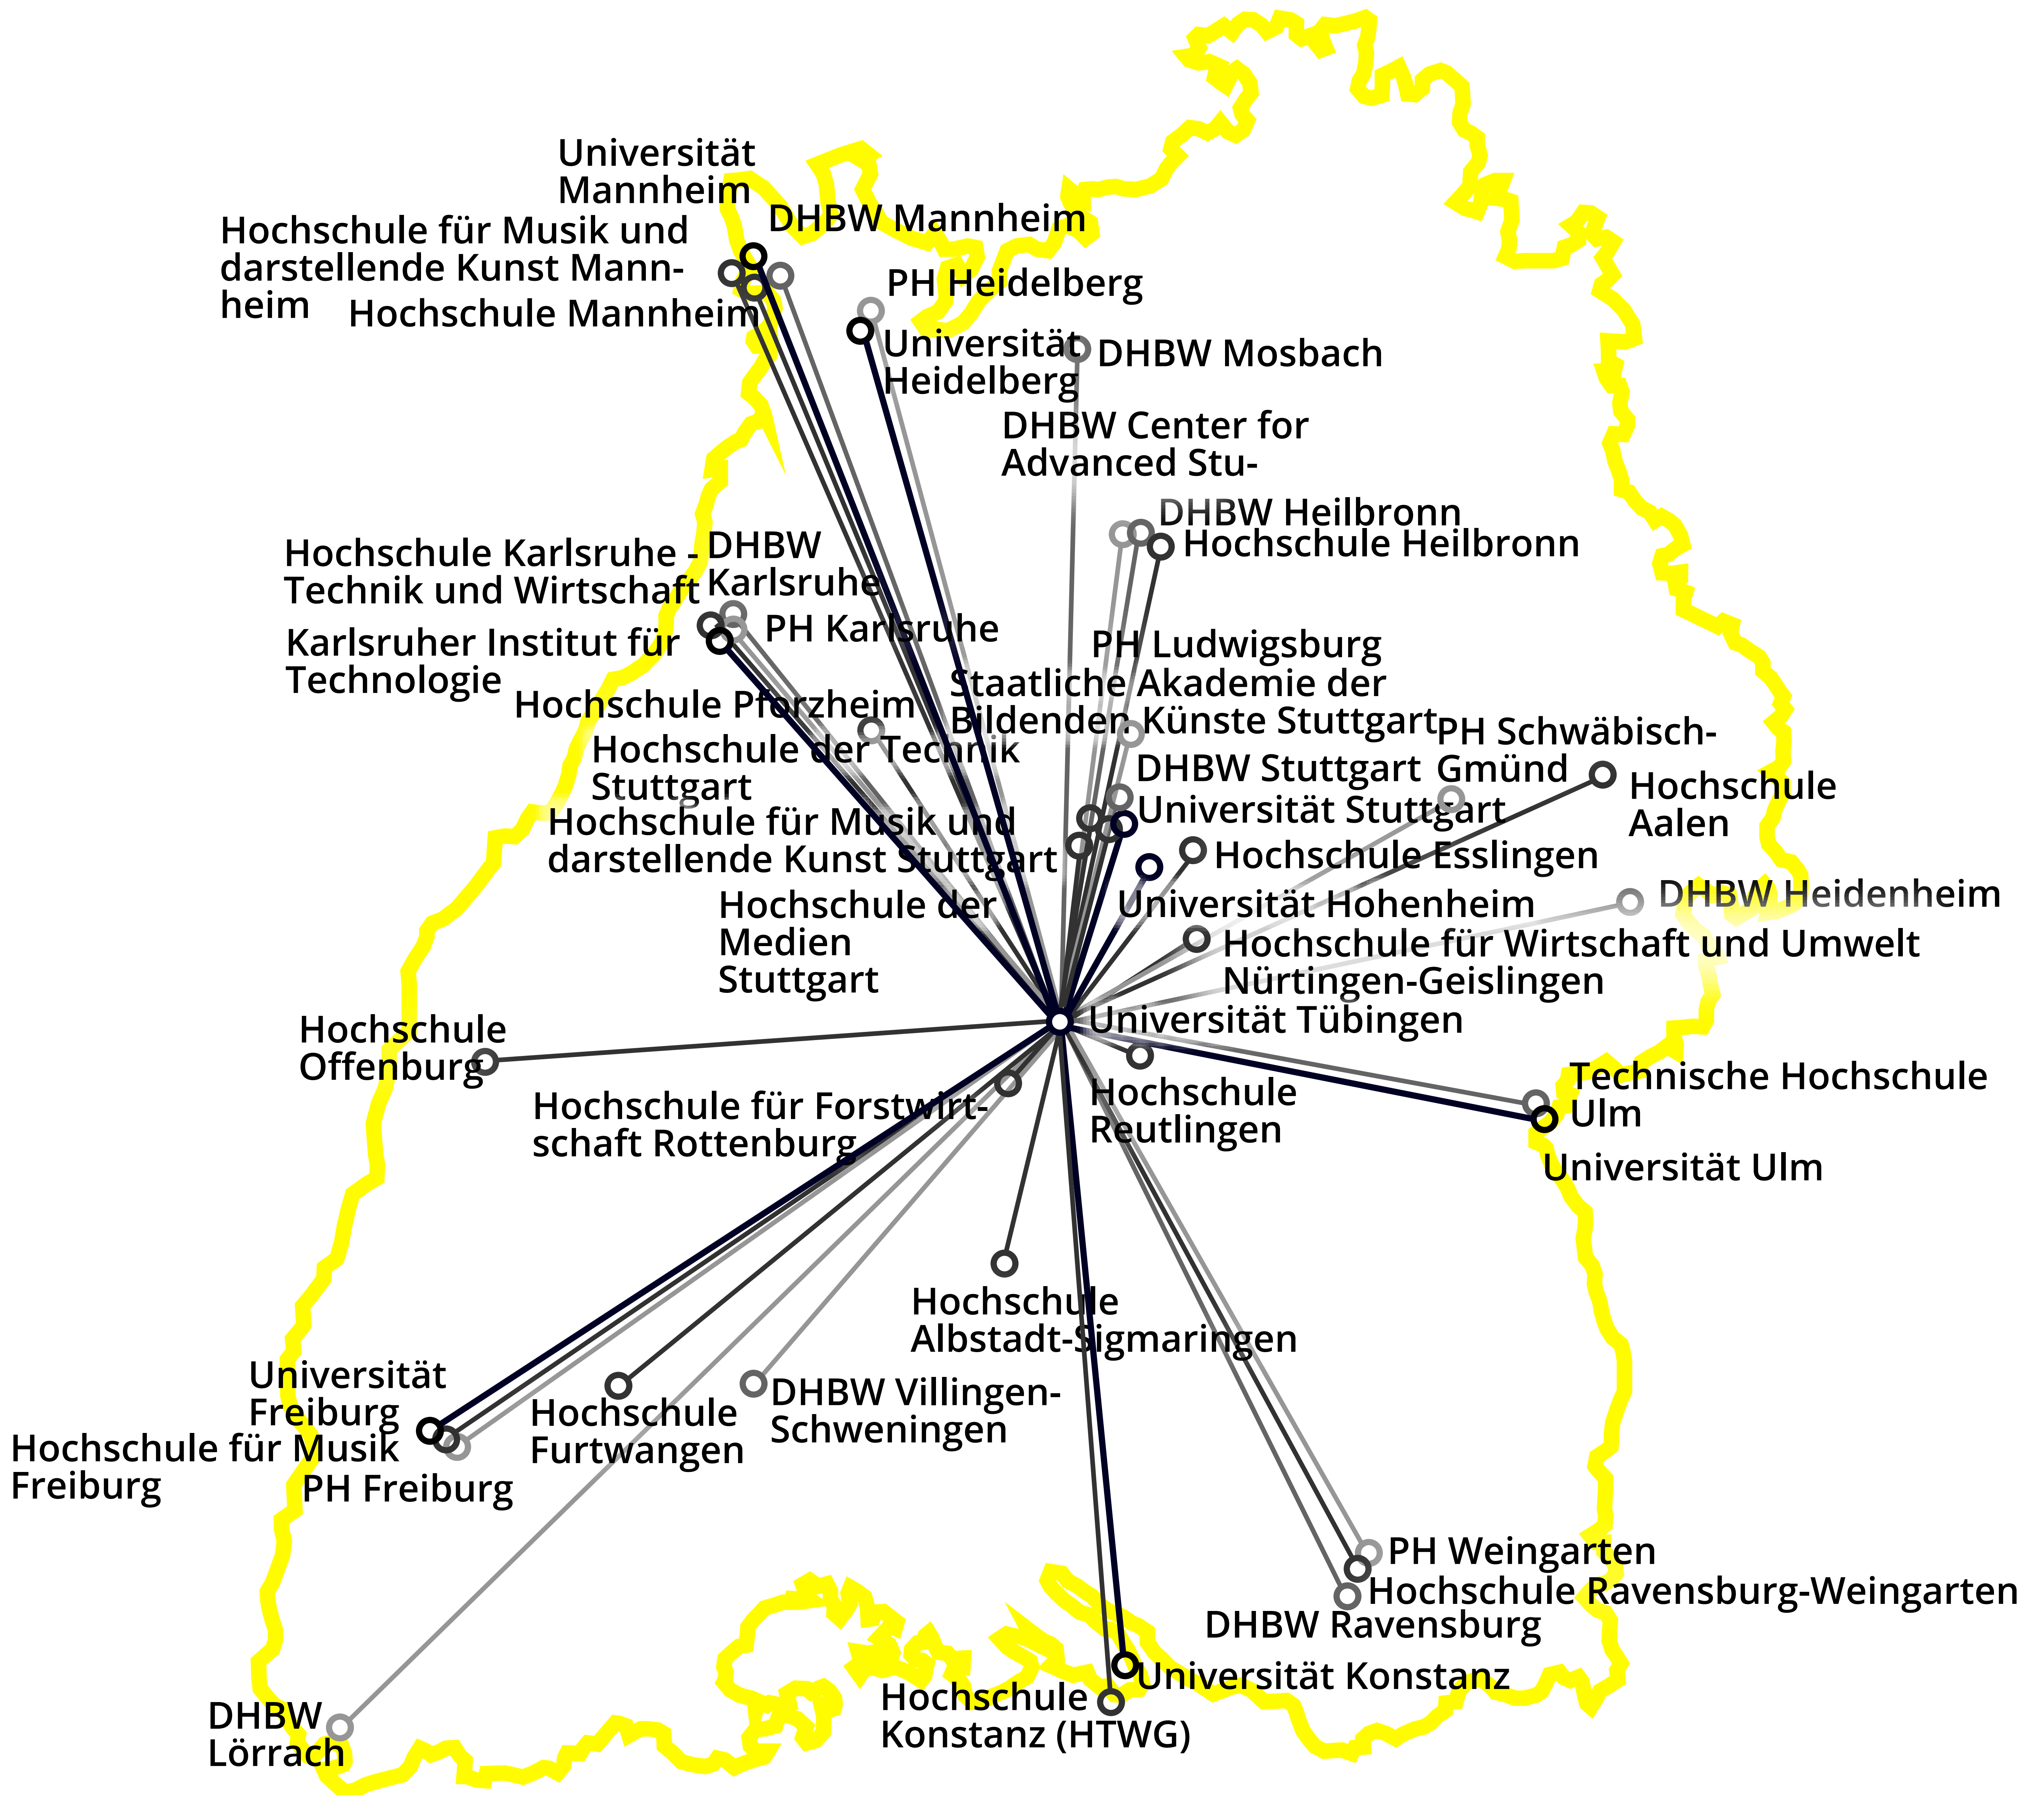 Universität
Mannheim
DHBW Mannheim
Hochschule für Musik und
darstellende Kunst Mann-
heim
Hochschule Mannheim
PH Heidelberg
Universität
Heidelberg
DHBW Mosbach
DHBW Center for
Advanced Stu-
DHBW Heilbronn
Hochschule Heilbronn
Hochschule Karlsruhe -
Technik und Wirtschaft
DHBW
Karlsruhe
PH Karlsruhe
Karlsruher Institut für
Technologie
PH Ludwigsburg
Staatliche Akademie der
Bildenden Künste Stuttgart
Hochschule Pforzheim
Hochschule der Technik
Stuttgart
PH Schwäbisch-
Gmünd
DHBW Stuttgart
Hochschule
Aalen
Universität Stuttgart
Hochschule für Musik und
darstellende Kunst Stuttgart
Hochschule Esslingen
DHBW Heidenheim
Universität Hohenheim
Hochschule der
Medien
Stuttgart
Hochschule für Wirtschaft und Umwelt
Nürtingen-Geislingen
Universität Tübingen
Hochschule
Offenburg
Hochschule für Forstwirt-
schaft Rottenburg
Hochschule
Reutlingen
Technische Hochschule
Ulm
Universität Ulm
Hochschule
Albstadt-Sigmaringen
Universität
Freiburg
Hochschule für Musik
Freiburg
PH Freiburg
Hochschule
Furtwangen
DHBW Villingen-
Schweningen
PH Weingarten
Hochschule Ravensburg-Weingarten
DHBW Ravensburg
Universität Konstanz
Hochschule
Konstanz (HTWG)
DHBW
Lörrach